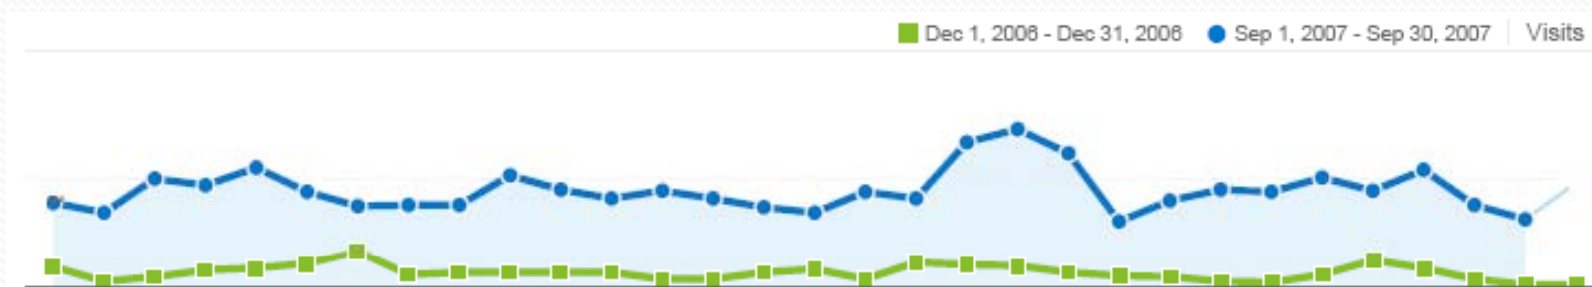 Dec 1, 2006 - Dec 31, 2006 Sep 1, 2007 - Sep 30, 2007 Visits